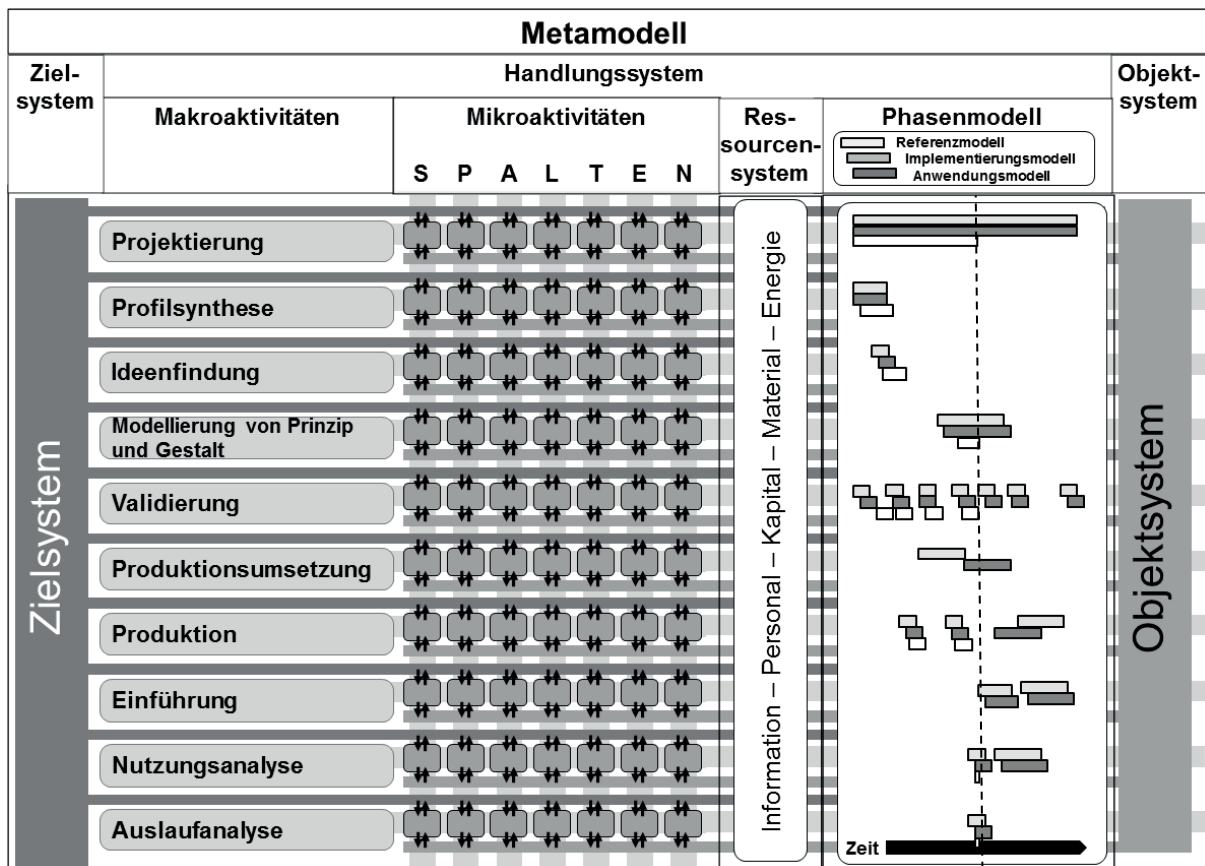 Metamodell
Ziel-
system
Handlungssystem
Objekt-
system
Makroaktivitäten
Mikroaktivitäten
S P A L T E N
Res-
sourcen-
system
Phasenmodell
Referenzmodell
Implementierungsmodell
Anwendungsmodell
Zielsystem
Projektierung
Profilsynthese
Ideenfindung
Modellierung von Prinzip
und Gestalt
Validierung
Produktionsumsetzung
Produktion
Einführung
Nutzungsanalyse
Auslaufanalyse
Information – Personal – Kapital – Material – Energie
Zeit
Objektsystem